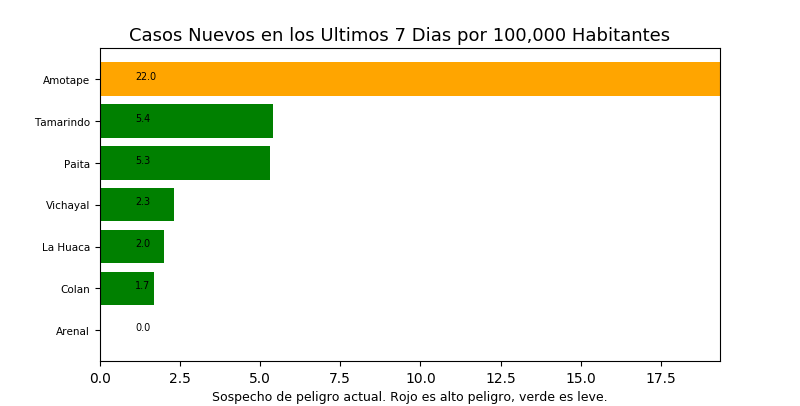 Casos Nuevos en los Ultimos 7 Dias por 100,000 Habitantes
Amotape 22.0
Tamarindo 5.4
Paita 5.3
Vichayal 2.3
La Huaca 2.0
Colan 1.7
Arenal 0.0
0.0 2.5 5.0 7.5 10.0 12.5 15.0 17.5
Sospecho de peligro actual. Rojo es alto peligro, verde es leve.